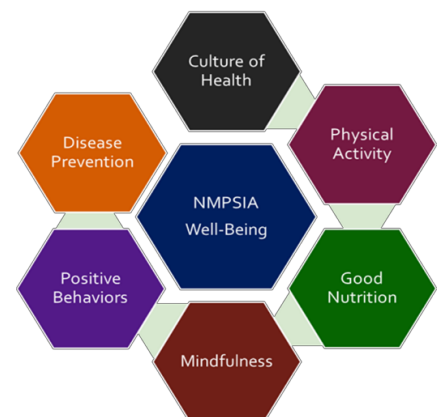 Culture of
Health
Physical
Activity
Good
Nutrition
Mindfulness
Positive
Behaviors
Disease
Prevention
NMPSIA
Well-Being